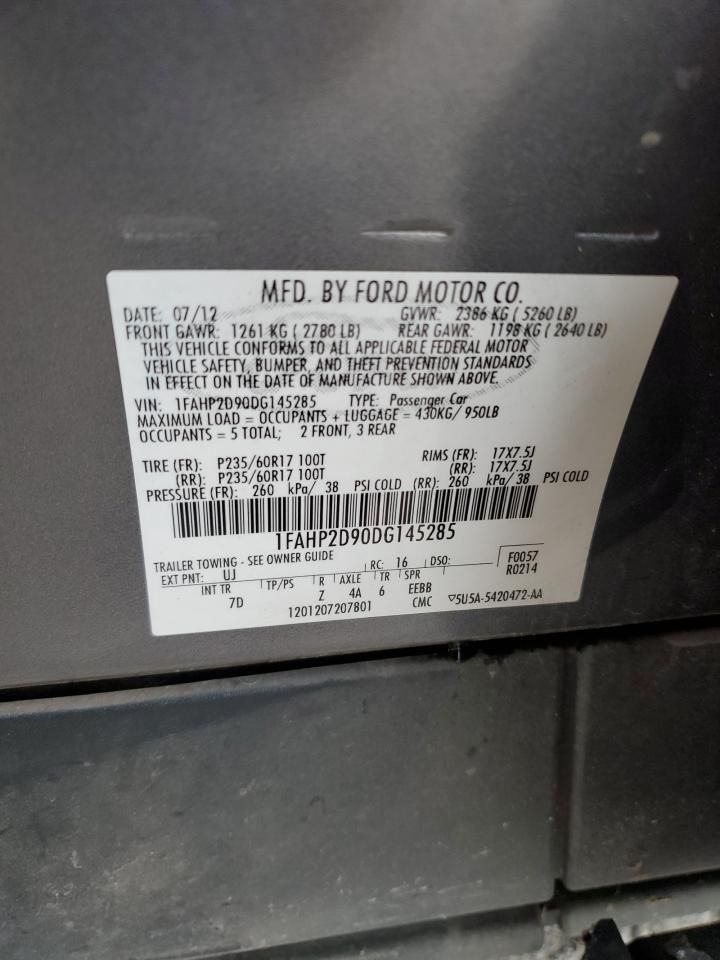 MFD. BY FORD MOTOR CO.
DATE: 07/12 GVWR: 2386 KG ( 5260 LB)
FRONT GAWR: 1261 KG ( 2780 LB) REAR GAWR: 1198 KG ( 2640 LB)
THIS VEHICLE CONFORMS TO ALL APPLICABLE FEDERAL MOTOR
VEHICLE SAFETY, BUMPER, AND THEFT PREVENTION STANDARDS
IN EFFECT ON THE DATE OF MANUFACTURE SHOWN ABOVE.
VIN: 1FAHP2D90DG145285 TYPE: Passenger Car
MAXIMUM LOAD = OCCUPANTS + LUGGAGE = 430KG/ 950LB
OCCUPANTS = 5 TOTAL; 2 FRONT, 3 REAR
TIRE (FR): P235/60R17 100T RIMS (FR): 17X7.5J
(RR): P235/60R17 100T (RR): 17X7.5J
PRESSURE (FR): 260 kPa/ 38 PSI COLD (RR): 260 kPa/ 38 PSI COLD
1FAHP2D90DG145285
TRAILER TOWING - SEE OWNER GUIDE F0057
EXT PNT: UJ RC: 16 DSO: R0214
INT TR TP/PS R AXLE TR SPR
7D Z 4A 6 EEBB
1201207207801 CMC ▽5U5A-5420472-AA